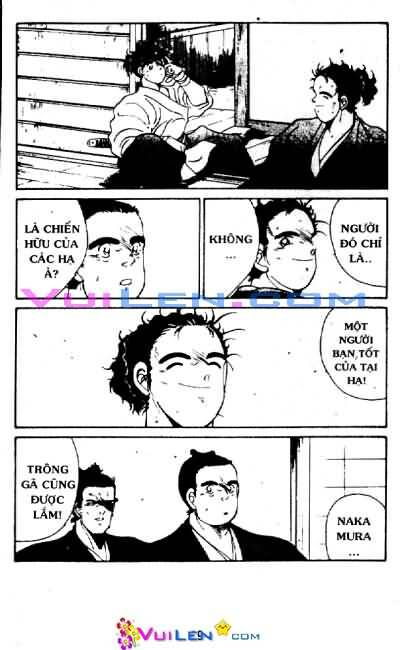 LÀ CHIẾN
HỮU CỦA
CÁC HẠ
Ả?
KHÔNG
...
NGƯỜI
ĐÓ CHỈ
LÀ..
VUILEN.COM
MỘT
NGƯỜI
BẠN,TỐT
CỦA TẠI
HẠ!
TRÔNG
GÃ CŨNG
ĐƯỢC
LẮM!
NAKA
MURA
...
9
VUILEN.COM